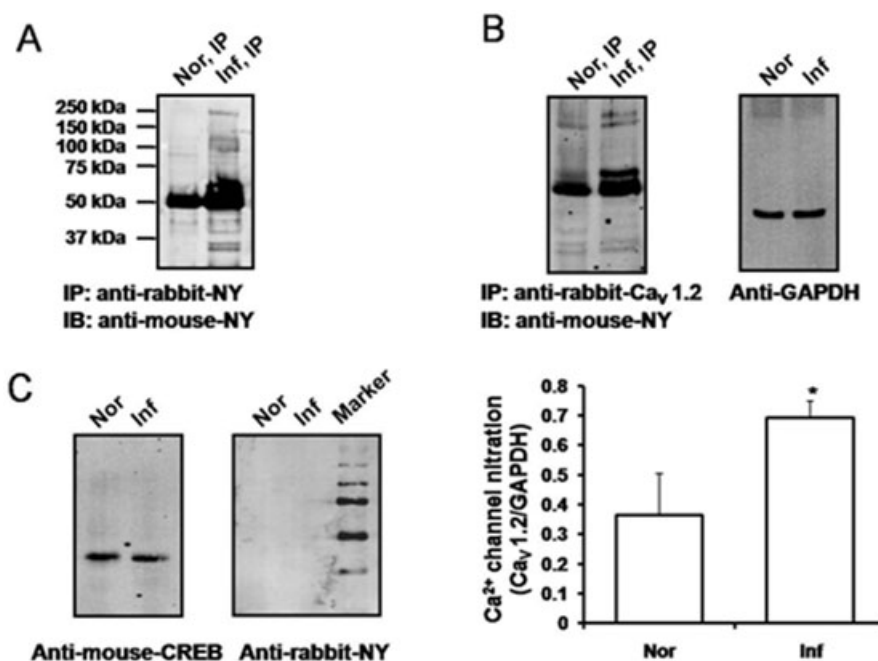 A
Nor, IP
Inf, IP
250 kDa
150 kDa
100 kDa
75 kDa
50 kDa
37 kDa
IP: anti-rabbit-NY
IB: anti-mouse-NY
B
Nor, IP
Inf, IP
IP: anti-rabbit-Caᵥ 1.2
IB: anti-mouse-NY
Nor
Inf
Anti-GAPDH
C
Nor
Inf
Anti-mouse-CREB
Nor
Inf
Marker
Anti-rabbit-NY
Ca²⁺ channel nitration
(Caᵥ 1.2/GAPDH)
0.8
0.7
0.6
0.5
0.4
0.3
0.2
0.1
0
*
Nor
Inf